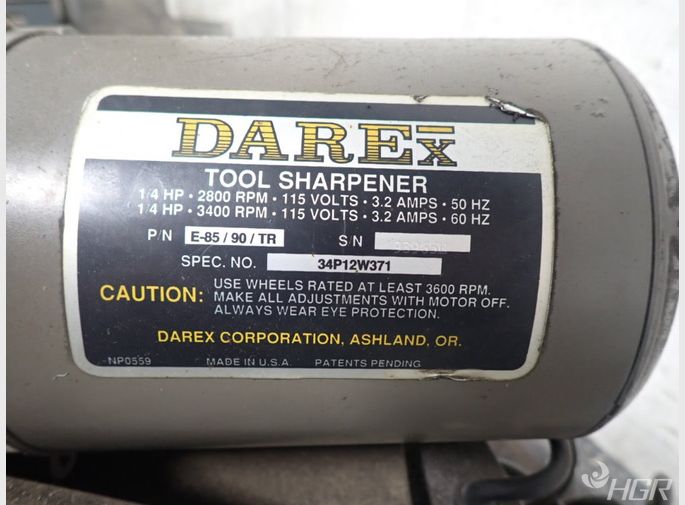 DAREX
TOOL SHARPENER
1/4 HP • 2800 RPM • 115 VOLTS • 3.2 AMPS • 50 HZ
1/4 HP • 3400 RPM • 115 VOLTS • 3.2 AMPS • 60 HZ
P/N E-85/90/TR S N
SPEC. NO. 34P12W371
CAUTION: USE WHEELS RATED AT LEAST 3600 RPM.
MAKE ALL ADJUSTMENTS WITH MOTOR OFF.
ALWAYS WEAR EYE PROTECTION.
DAREX CORPORATION, ASHLAND, OR.
NP0559 MADE IN U.S.A. PATENTS PENDING
HGR